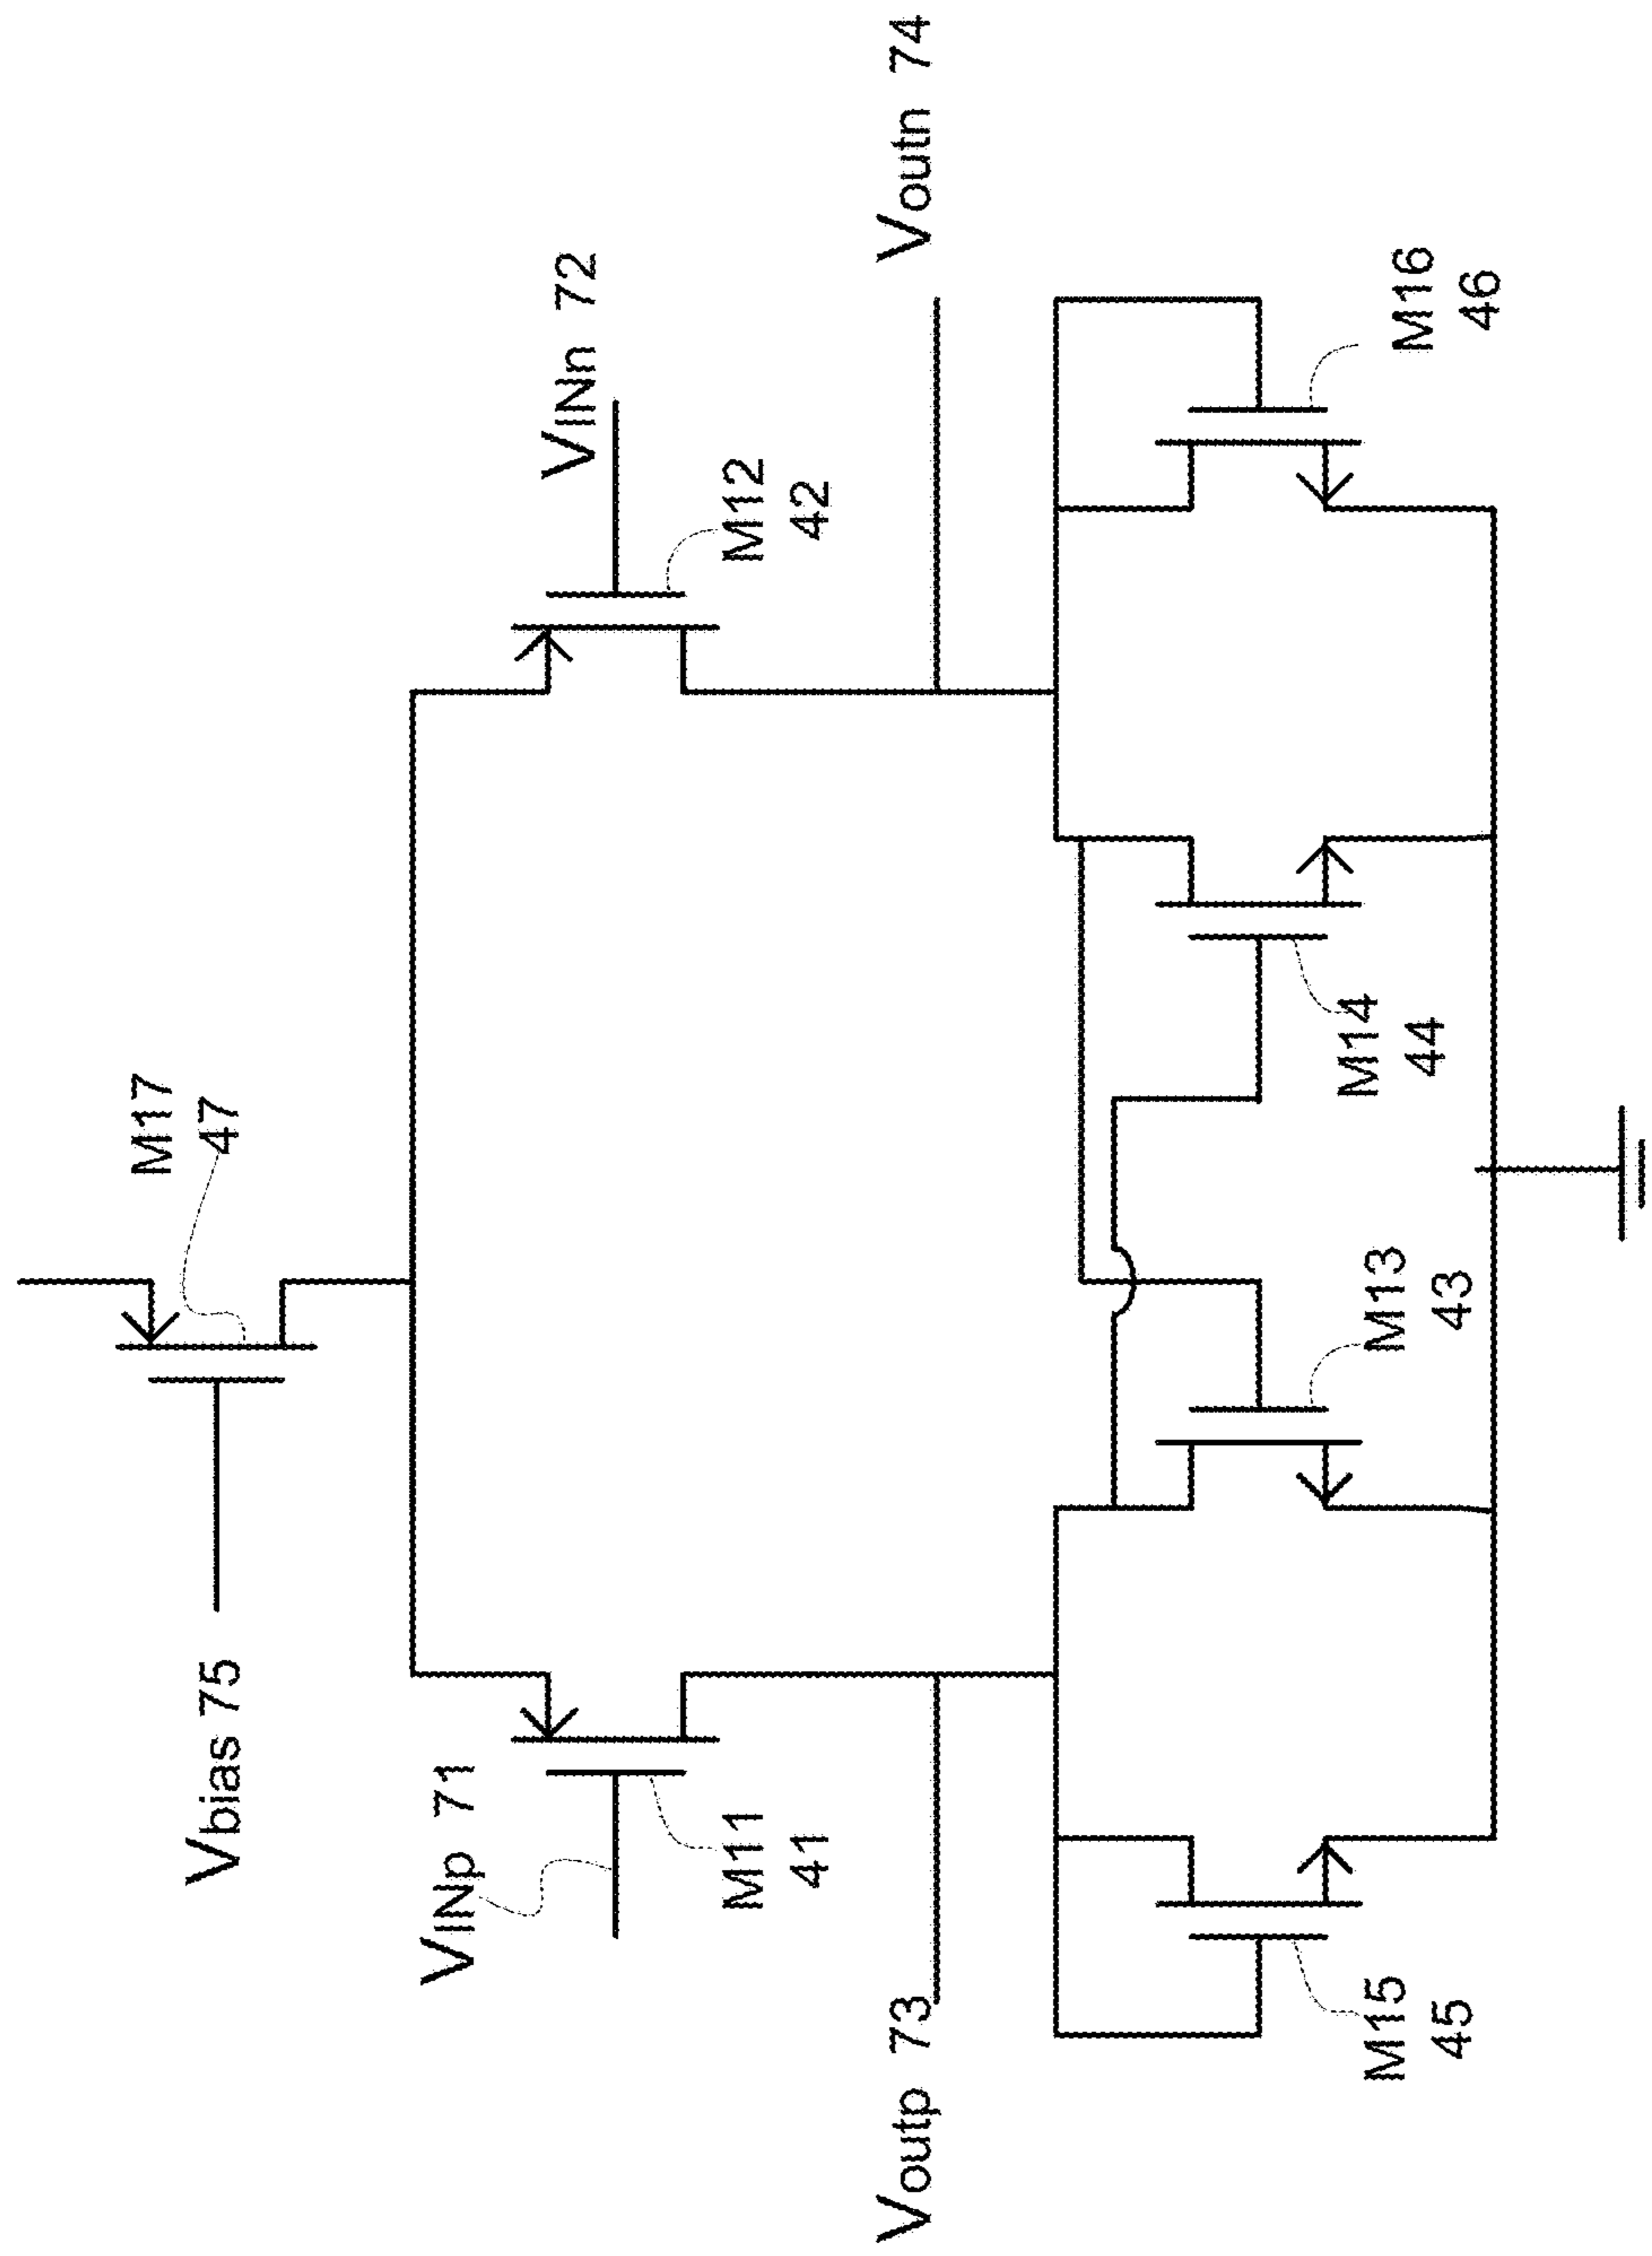 M17
47
Vbias 75
VINp 71
M11
41
VINn 72
M12
42
Voutp 73
Voutn 74
M15
45
M13
43
M14
44
M16
46